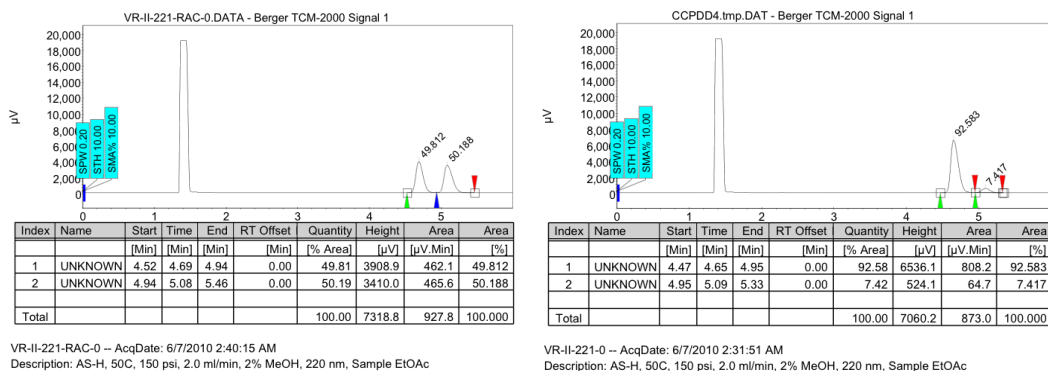 VR-II-221-RAC-0.DATA - Berger TCM-2000 Signal 1
20,000
18,000
16,000
14,000
12,000
10,000
8,000
6,000
4,000
2,000
0
µV
SPW 0.20
STH 10.00
SMA% 10.00
49.812
50.188
0 1 2 3 4 5
Index Name Start Time End RT Offset Quantity Height Area Area
[Min] [Min] [Min] [Min] [% Area] [µV] [µV.Min] [%]
1 UNKNOWN 4.52 4.69 4.94 0.00 49.81 3908.9 462.1 49.812
2 UNKNOWN 4.94 5.08 5.46 0.00 50.19 3410.0 465.6 50.188
Total 100.00 7318.8 927.8 100.000
VR-II-221-RAC-0 -- AcqDate: 6/7/2010 2:40:15 AM
Description: AS-H, 50C, 150 psi, 2.0 ml/min, 2% MeOH, 220 nm, Sample EtOAc
CCPDD4.tmp.DAT - Berger TCM-2000 Signal 1
20,000
18,000
16,000
14,000
12,000
10,000
8,000
6,000
4,000
2,000
0
µV
SPW 0.20
STH 10.00
SMA% 10.00
92.583
7.417
0 1 2 3 4 5
Index Name Start Time End RT Offset Quantity Height Area Area
[Min] [Min] [Min] [Min] [% Area] [µV] [µV.Min] [%]
1 UNKNOWN 4.47 4.65 4.95 0.00 92.58 6536.1 808.2 92.583
2 UNKNOWN 4.95 5.09 5.33 0.00 7.42 524.1 64.7 7.417
Total 100.00 7060.2 873.0 100.000
VR-II-221-0 -- AcqDate: 6/7/2010 2:31:51 AM
Description: AS-H, 50C, 150 psi, 2.0 ml/min, 2% MeOH, 220 nm, Sample EtOAc